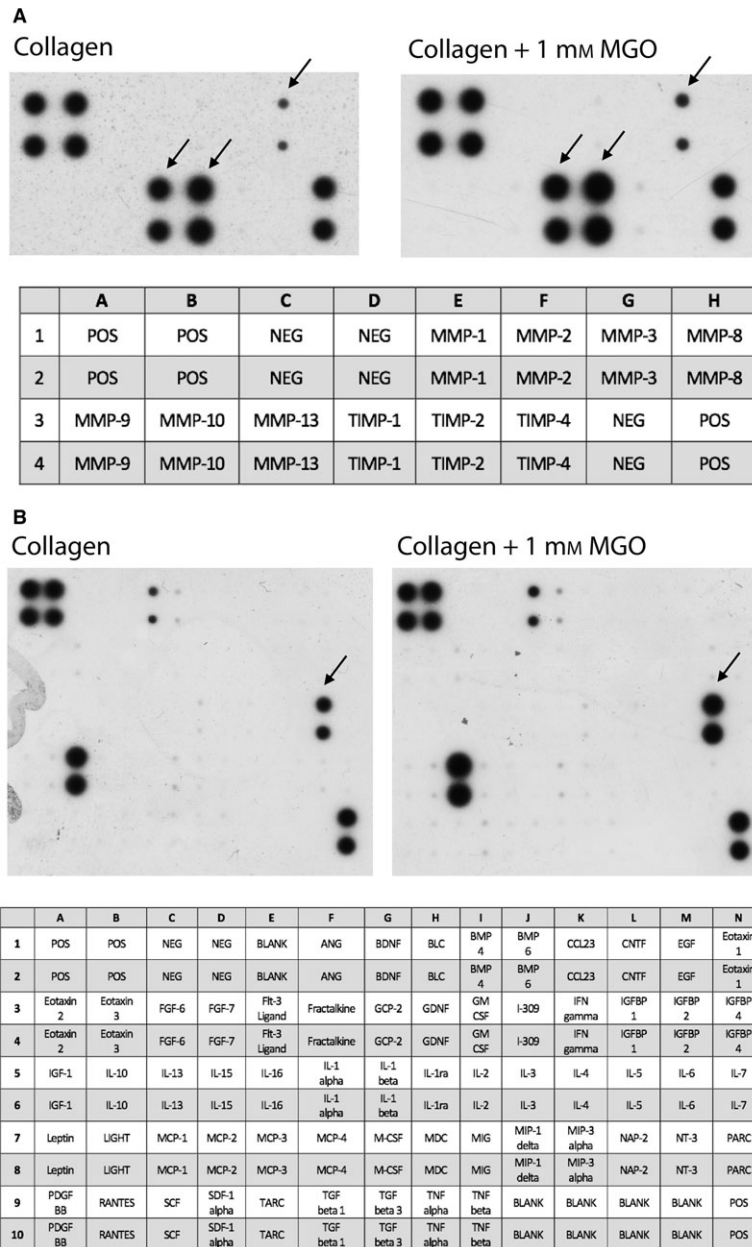 A
Collagen
Collagen + 1 mM MGO
A B C D E F G H
1 POS POS NEG NEG MMP-1 MMP-2 MMP-3 MMP-8
2 POS POS NEG NEG MMP-1 MMP-2 MMP-3 MMP-8
3 MMP-9 MMP-10 MMP-13 TIMP-1 TIMP-2 TIMP-4 NEG POS
4 MMP-9 MMP-10 MMP-13 TIMP-1 TIMP-2 TIMP-4 NEG POS
B
Collagen
Collagen + 1 mM MGO
A B C D E F G H I J K L M N
1 POS POS NEG NEG BLANK ANG BDNF BLC BMP 4 BMP 6 CCL23 CNTF EGF Eotaxin 1
2 POS POS NEG NEG BLANK ANG BDNF BLC BMP 4 BMP 6 CCL23 CNTF EGF Eotaxin 1
3 Eotaxin 2 Eotaxin 3 FGF-6 FGF-7 Flt-3 Ligand Fractalkine GCP-2 GDNF GM CSF I-309 IFN gamma IGFBP 1 IGFBP 2 IGFBP 4
4 Eotaxin 2 Eotaxin 3 FGF-6 FGF-7 Flt-3 Ligand Fractalkine GCP-2 GDNF GM CSF I-309 IFN gamma IGFBP 1 IGFBP 2 IGFBP 4
5 IGF-1 IL-10 IL-13 IL-15 IL-16 IL-1 alpha IL-1 beta IL-1ra IL-2 IL-3 IL-4 IL-5 IL-6 IL-7
6 IGF-1 IL-10 IL-13 IL-15 IL-16 IL-1 alpha IL-1 beta IL-1ra IL-2 IL-3 IL-4 IL-5 IL-6 IL-7
7 Leptin LIGHT MCP-1 MCP-2 MCP-3 MCP-4 M-CSF MDC MIG MIP-1 delta MIP-3 alpha NAP-2 NT-3 PARC
8 Leptin LIGHT MCP-1 MCP-2 MCP-3 MCP-4 M-CSF MDC MIG MIP-1 delta MIP-3 alpha NAP-2 NT-3 PARC
9 PDGF BB RANTES SCF SDF-1 alpha TARC TGF beta 1 TGF beta 3 TNF alpha TNF beta BLANK BLANK BLANK BLANK POS
10 PDGF BB RANTES SCF SDF-1 alpha TARC TGF beta 1 TGF beta 3 TNF alpha TNF beta BLANK BLANK BLANK BLANK POS